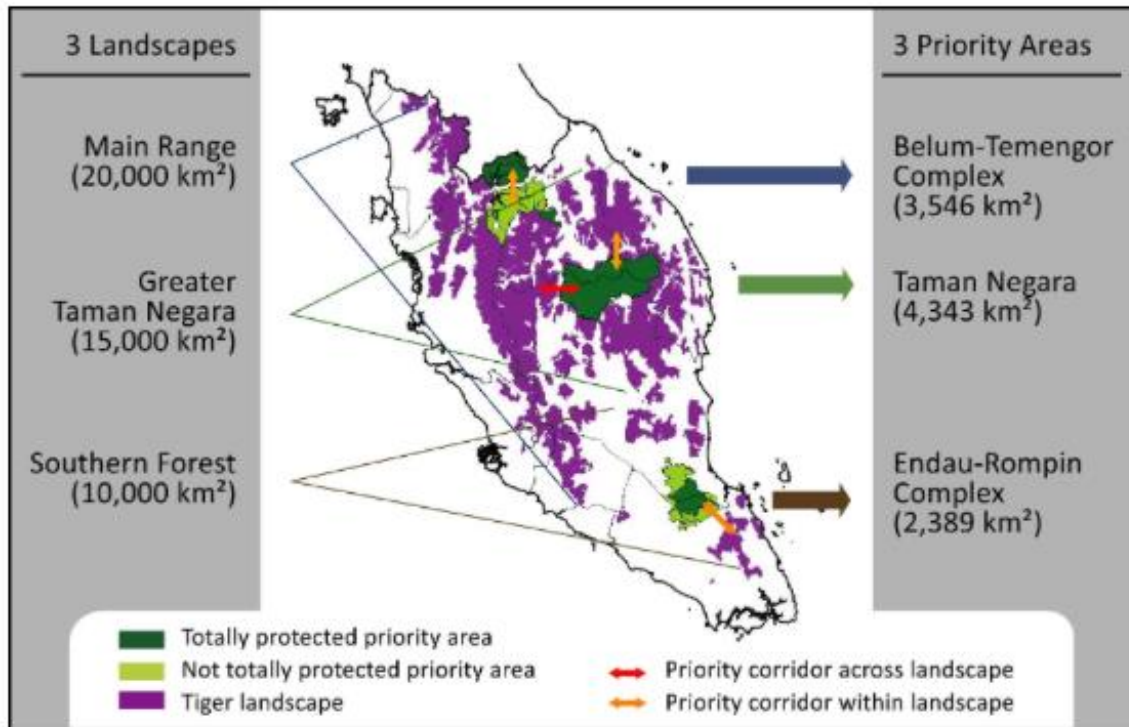 3 Landscapes
Main Range
(20,000 km²)
Greater
Taman Negara
(15,000 km²)
Southern Forest
(10,000 km²)
3 Priority Areas
Belum-Temengor
Complex
(3,546 km²)
Taman Negara
(4,343 km²)
Endau-Rompin
Complex
(2,389 km²)
Totally protected priority area
Not totally protected priority area
Tiger landscape
Priority corridor across landscape
Priority corridor within landscape